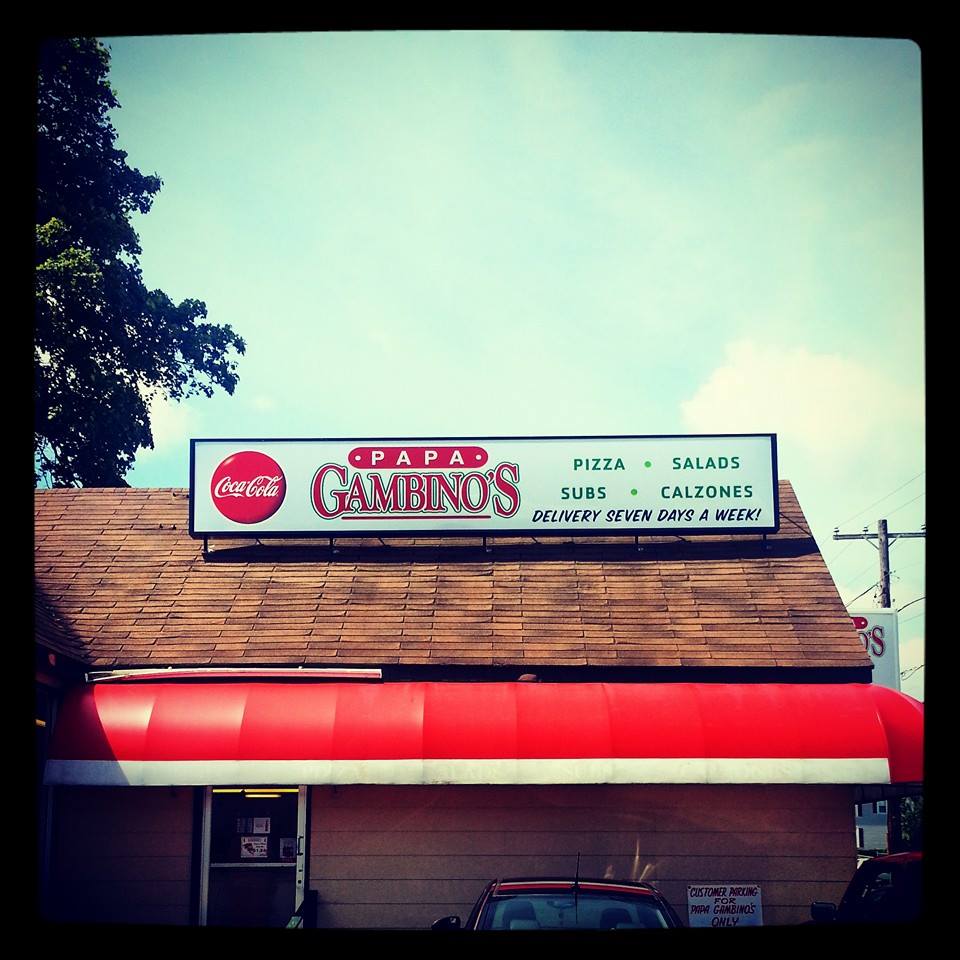 Coca-Cola
• PAPA •
GAMBINO'S
PIZZA • SALADS
SUBS • CALZONES
DELIVERY SEVEN DAYS A WEEK!
O'S
CUSTOMER PARKING
FOR
PAPA GAMBINO'S
ONLY